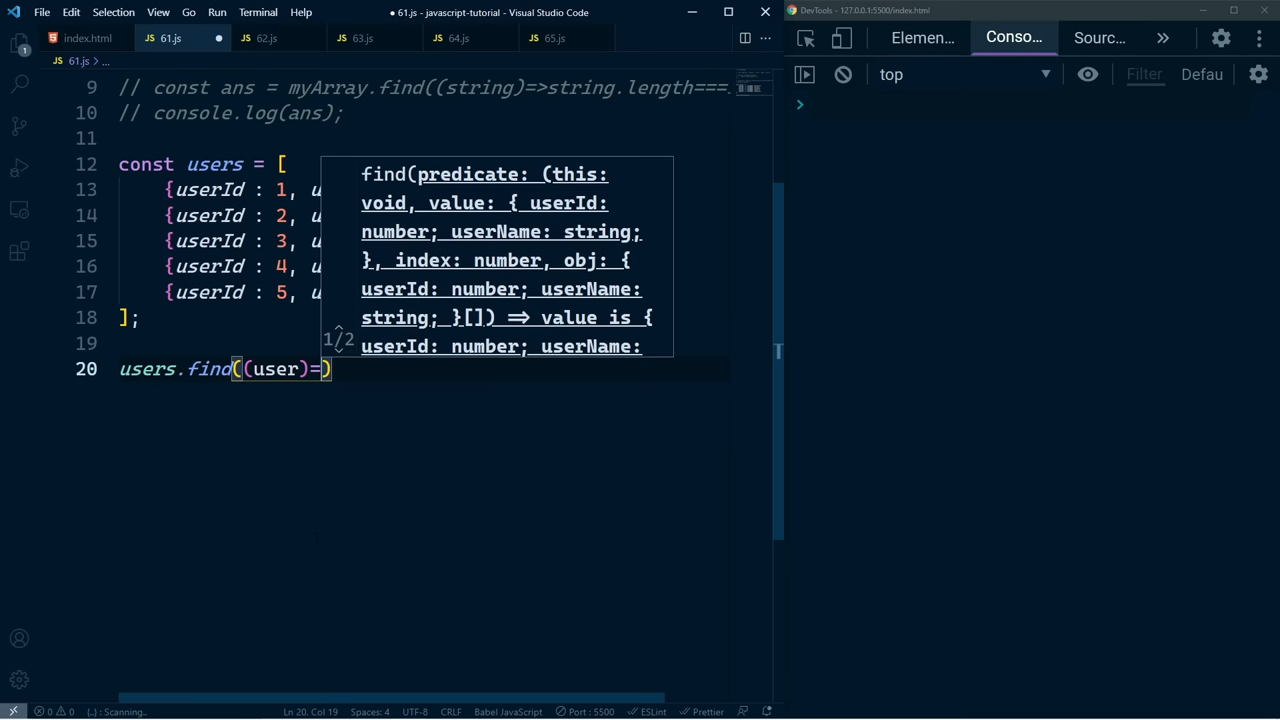 File Edit Selection View Go Run Terminal Help
● 61.js - javascript-tutorial - Visual Studio Code
index.html
JS 61.js ●
JS 62.js
JS 63.js
JS 64.js
JS 65.js
JS 61.js > ...
9 // const ans = myArray.find((string)=>string.length===
10 // console.log(ans);
11
12 const users = [
13 {userId : 1, u
14 {userId : 2, u
15 {userId : 3, u
16 {userId : 4, u
17 {userId : 5, u
18 ];
19
20 users.find((user)=)
find(predicate: (this:
void, value: { userId:
number; userName: string;
}, index: number, obj: {
userId: number; userName:
string; }[]) => value is {
userId: number; userName:
1/2
1
0 0 {..} : Scanning.. Ln 20, Col 19 Spaces: 4 UTF-8 CRLF Babel JavaScript Port : 5500 ESLint Prettier
DevTools - 127.0.0.1:5500/index.html
Elemen... Conso... Sourc... »
top Filter Defau
>